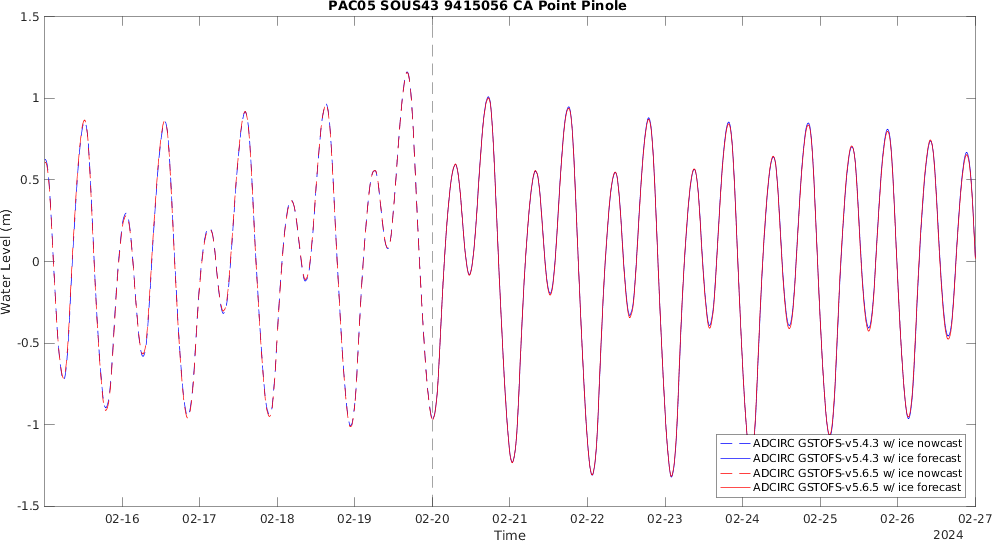 PAC05 SOUS43 9415056 CA Point Pinole
1.5
1
0.5
0
-0.5
-1
-1.5
Water Level (m)
ADCIRC GSTOFS-v5.4.3 w/ ice nowcast
ADCIRC GSTOFS-v5.4.3 w/ ice forecast
ADCIRC GSTOFS-v5.6.5 w/ ice nowcast
ADCIRC GSTOFS-v5.6.5 w/ ice forecast
02-16 02-17 02-18 02-19 02-20 02-21 02-22 02-23 02-24 02-25 02-26 02-27
Time
2024